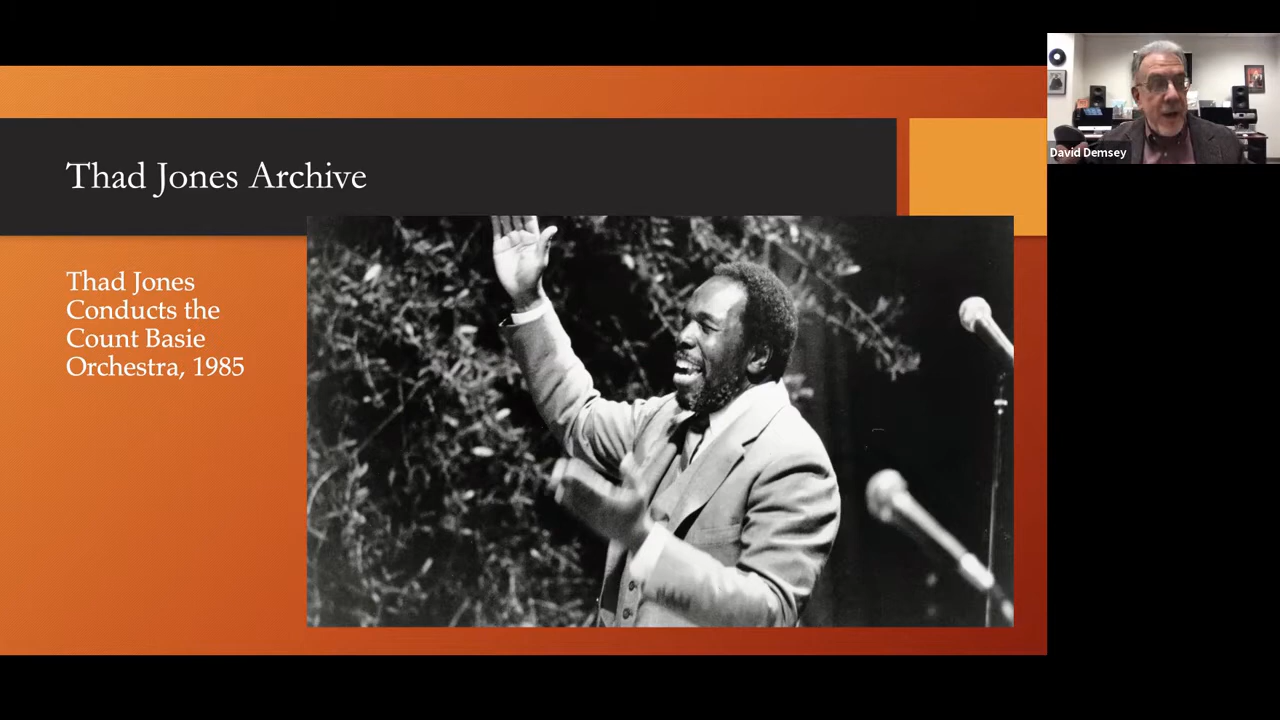 Thad Jones Archive
Thad Jones
Conducts the
Count Basie
Orchestra, 1985
David Demsey